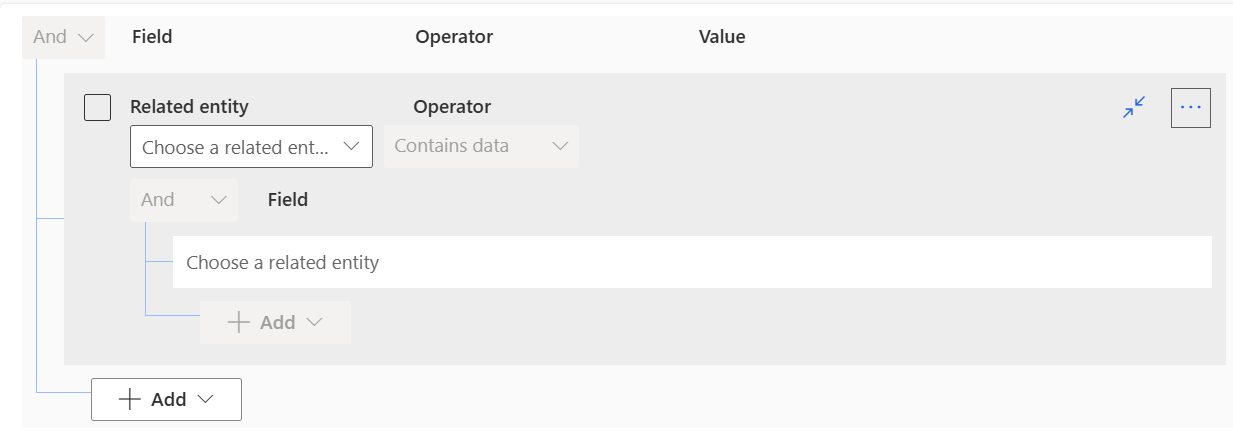 And Field Operator Value
Related entity Operator
Choose a related ent... Contains data
And Field
Choose a related entity
Add
Add